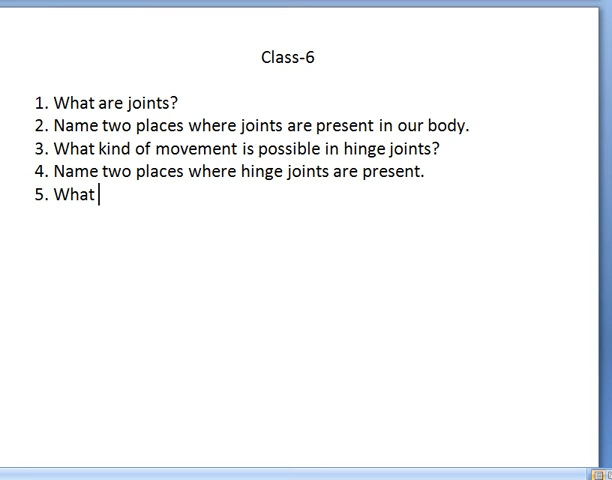 Class-6
1. What are joints?
2. Name two places where joints are present in our body.
3. What kind of movement is possible in hinge joints?
4. Name two places where hinge joints are present.
5. What